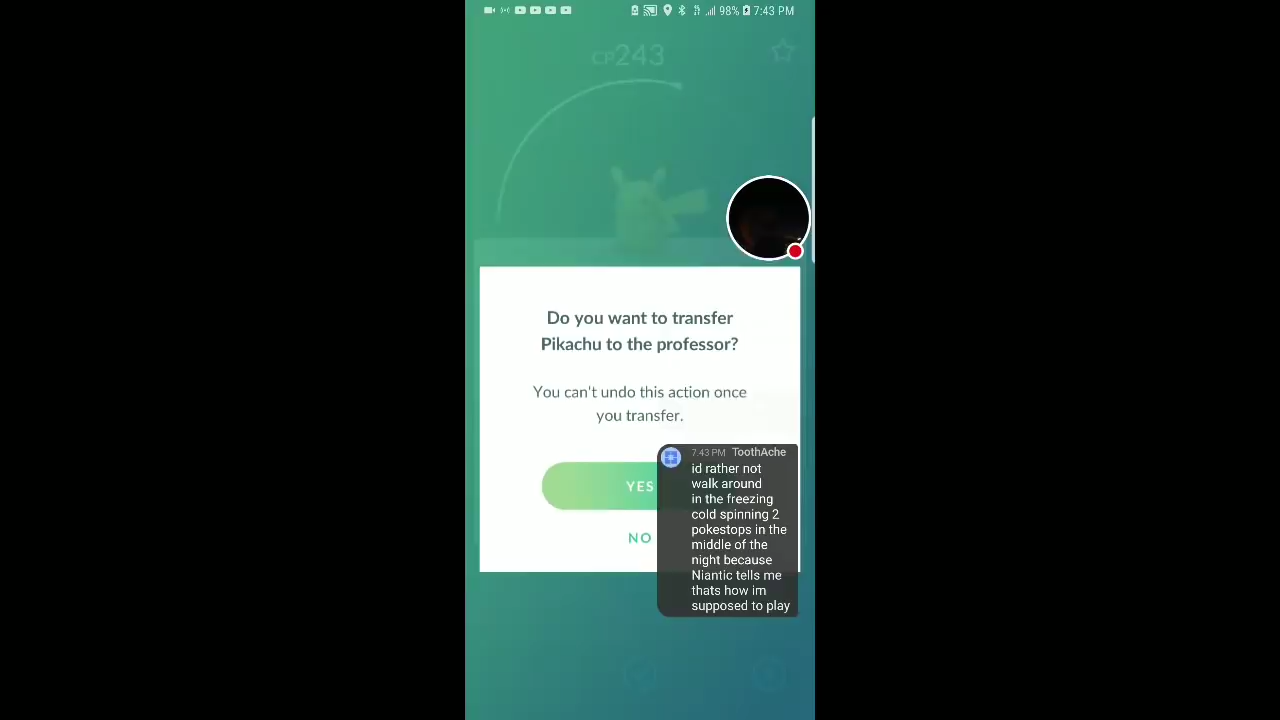 98% 7:43 PM
CP243
Do you want to transfer
Pikachu to the professor?
You can't undo this action once
you transfer.
YES
NO
7:43 PM ToothAche
id rather not
walk around
in the freezing
cold spinning 2
pokestops in the
middle of the
night because
Niantic tells me
thats how im
supposed to play